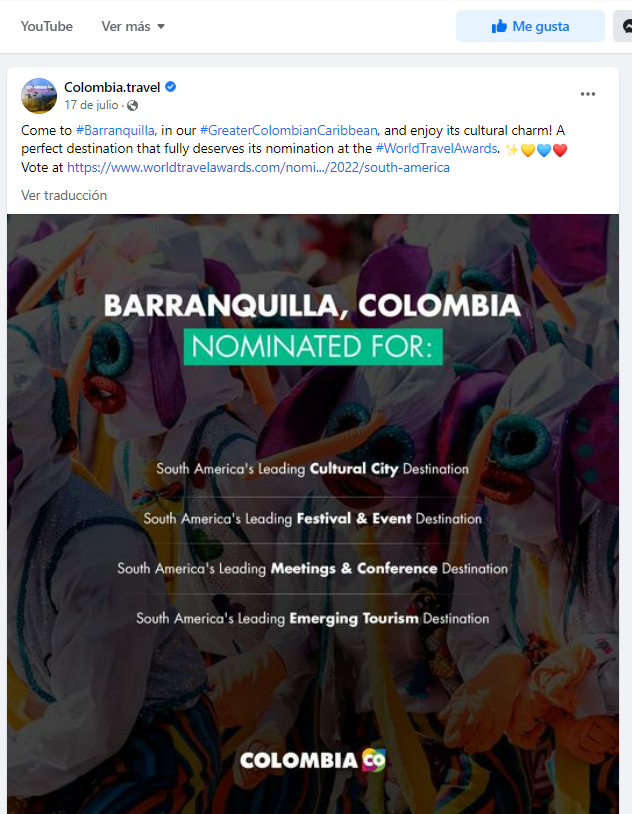 YouTube
Ver más
Me gusta
Colombia.travel
17 de julio ·
Come to #Barranquilla, in our #GreaterColombianCaribbean, and enjoy its cultural charm! A
perfect destination that fully deserves its nomination at the #WorldTravelAwards. ✨💛💙❤️
Vote at https://www.worldtravelawards.com/nomi.../2022/south-america
Ver traducción
BARRANQUILLA, COLOMBIA
NOMINATED FOR:
South America's Leading Cultural City Destination
South America's Leading Festival & Event Destination
South America's Leading Meetings & Conference Destination
South America's Leading Emerging Tourism Destination
COLOMBIA CO